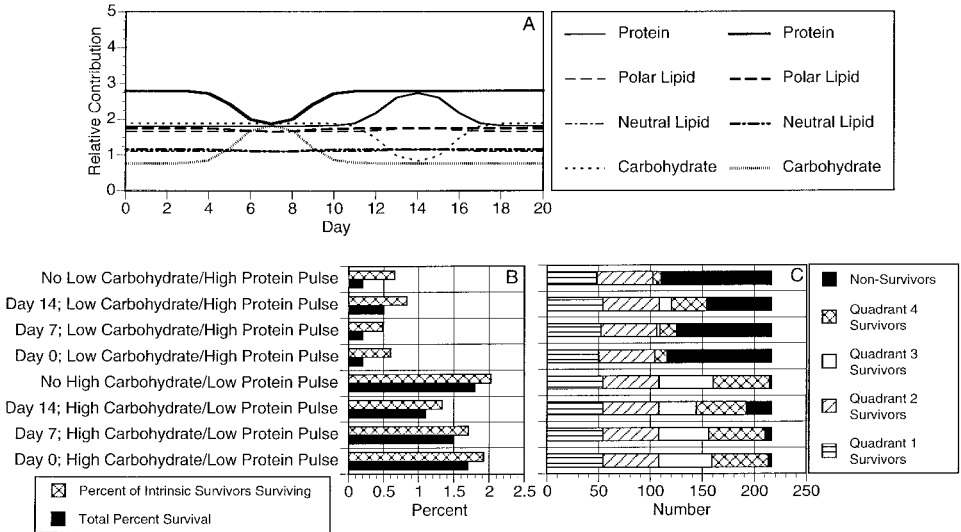 A
Relative Contribution
5
4
3
2
1
0
0 2 4 6 8 10 12 14 16 18 20
Day
Protein Protein
Polar Lipid Polar Lipid
Neutral Lipid Neutral Lipid
Carbohydrate Carbohydrate
B
No Low Carbohydrate/High Protein Pulse
Day 14; Low Carbohydrate/High Protein Pulse
Day 7; Low Carbohydrate/High Protein Pulse
Day 0; Low Carbohydrate/High Protein Pulse
No High Carbohydrate/Low Protein Pulse
Day 14; High Carbohydrate/Low Protein Pulse
Day 7; High Carbohydrate/Low Protein Pulse
Day 0; High Carbohydrate/Low Protein Pulse
0 0.5 1 1.5 2 2.5
Percent
Percent of Intrinsic Survivors Surviving
Total Percent Survival
C
0 50 100 150 200 250
Number
Non-Survivors
Quadrant 4
Survivors
Quadrant 3
Survivors
Quadrant 2
Survivors
Quadrant 1
Survivors